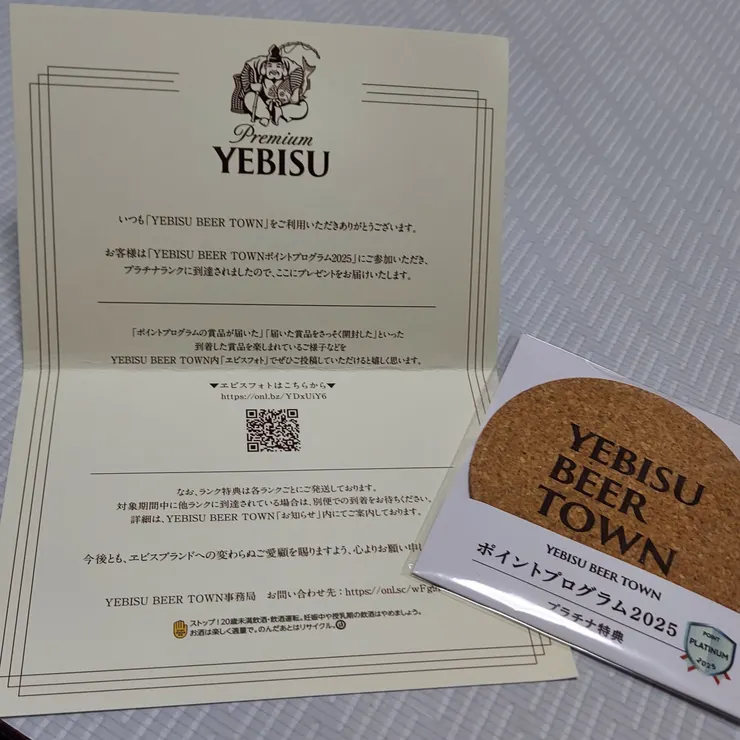 Premium
YEBISU
いつも「YEBISU BEER TOWN」をご利用いただきありがとうございます。
お客様は「YEBISU BEER TOWNポイントプログラム2025」にご参加いただき、
プラチナランクに到達されましたので、ここにプレゼントをお届けいたします。
「ポイントプログラムの賞品が届いた」「届いた賞品をさっそく開封した」といった
到着した賞品を楽しまれているご様子などを
YEBISU BEER TOWN内「ヱビスフォト」でぜひご投稿していただけると嬉しく思います。
▼ヱビスフォトはこちらから▼
https://onl.bz/YDxUiY6
なお、ランク特典は各ランクごとにご発送しております。
対象期間中に他ランクに到達されている場合は、別便での到着をお待ちください。
詳細は、YEBISU BEER TOWN「お知らせ」内にてご案内しております。
今後とも、ヱビスブランドへの変わらぬご愛顧を賜りますよう、心よりお願い申し
YEBISU BEER TOWN事務局 お問い合わせ先：https://onl.sc/wFg
ストップ！20歳未満飲酒・飲酒運転。妊娠中や授乳期の飲酒はやめましょう。
お酒は楽しく適量で。のんだあとはリサイクル。
YEBISU
BEER
TOWN
YEBISU BEER TOWN
ポイントプログラム2025
プラチナ特典
POINT
PLATINUM
2025